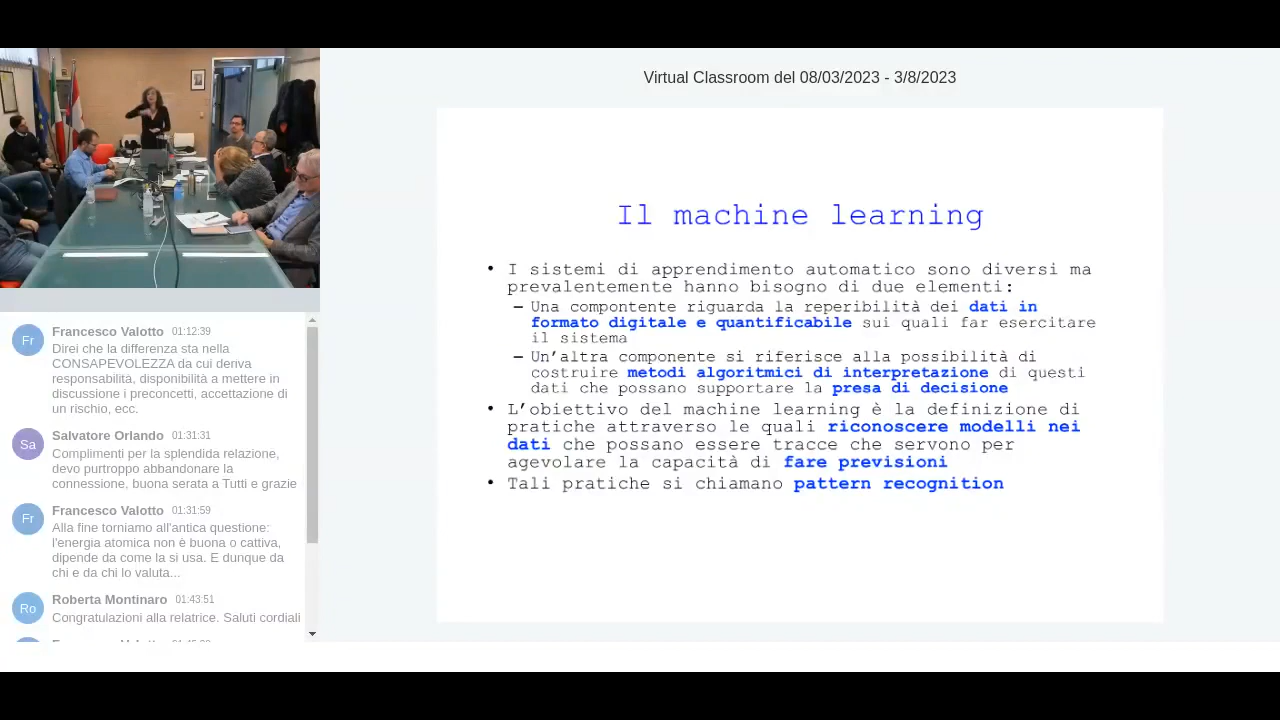 Virtual Classroom del 08/03/2023 - 3/8/2023
Il machine learning
• I sistemi di apprendimento automatico sono diversi ma
prevalentemente hanno bisogno di due elementi:
– Una compontente riguarda la reperibilità dei dati in
formato digitale e quantificabile sui quali far esercitare
il sistema
– Un'altra componente si riferisce alla possibilità di
costruire metodi algoritmici di interpretazione di questi
dati che possano supportare la presa di decisione
• L'obiettivo del machine learning è la definizione di
pratiche attraverso le quali riconoscere modelli nei
dati che possano essere tracce che servono per
agevolare la capacità di fare previsioni
• Tali pratiche si chiamano pattern recognition
Fr
Francesco Valotto 01:12:39
Direi che la differenza sta nella
CONSAPEVOLEZZA da cui deriva
responsabilità, disponibilità a mettere in
discussione i preconcetti, accettazione di
un rischio, ecc.
Sa
Salvatore Orlando 01:31:31
Complimenti per la splendida relazione,
devo purtroppo abbandonare la
connessione, buona serata a Tutti e grazie
Fr
Francesco Valotto 01:31:59
Alla fine torniamo all'antica questione:
l'energia atomica non è buona o cattiva,
dipende da come la si usa. E dunque da
chi e da chi lo valuta...
Ro
Roberta Montinaro 01:43:51
Congratulazioni alla relatrice. Saluti cordiali